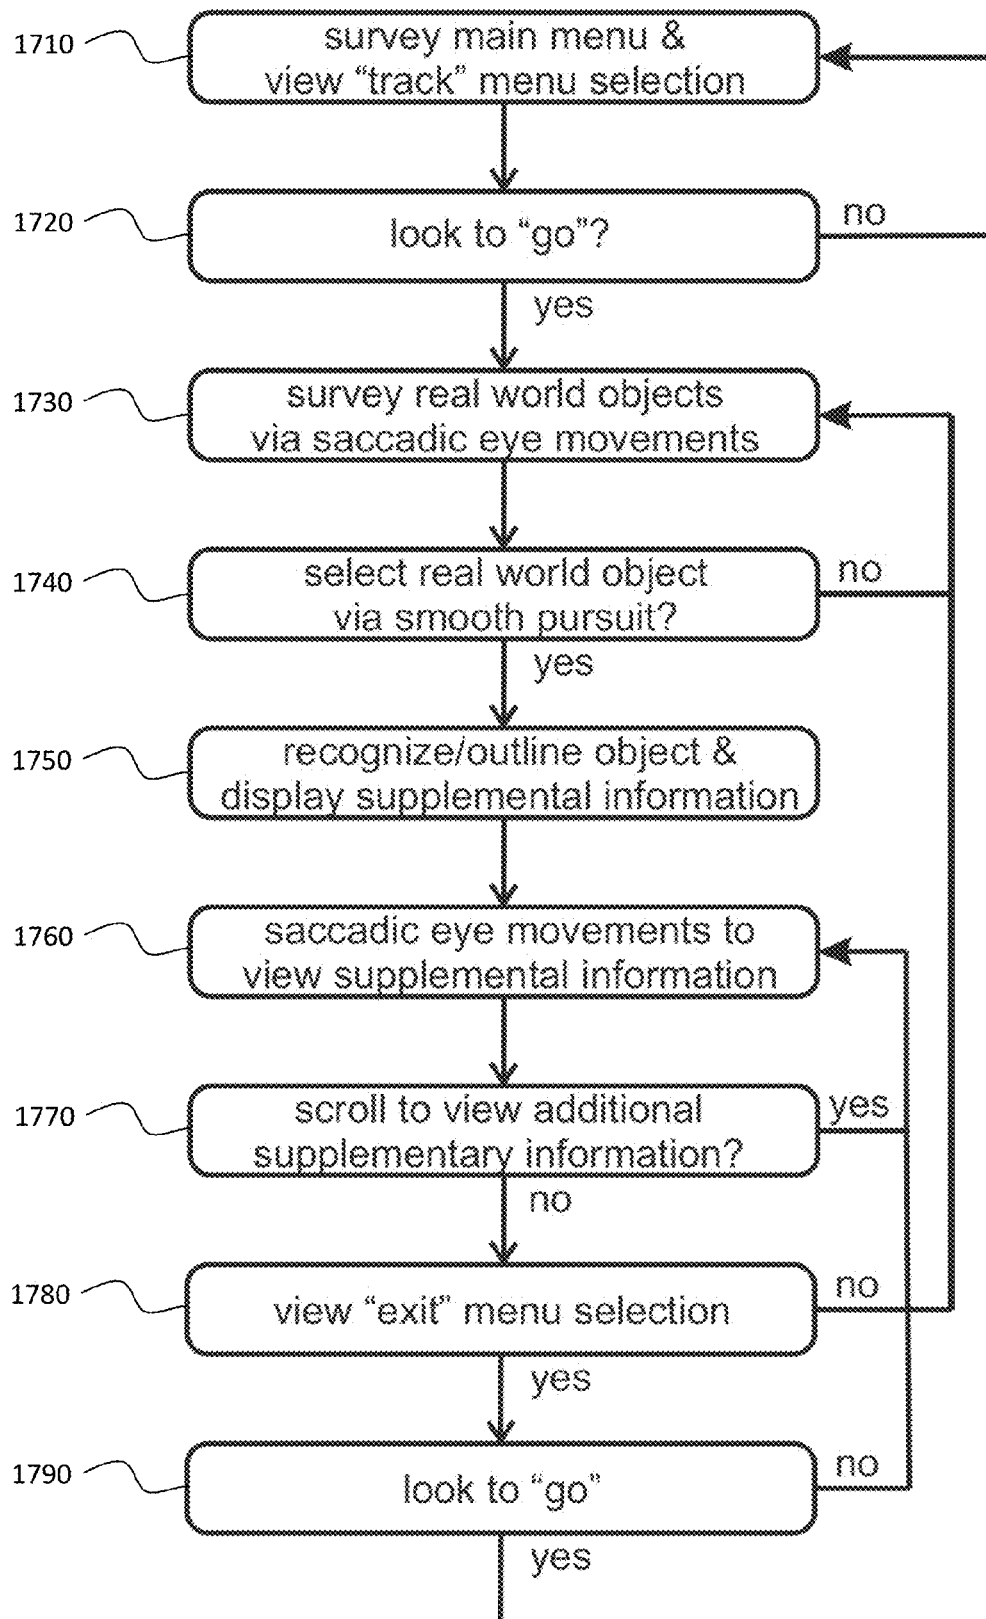 1710
survey main menu &
view “track” menu selection
1720
look to “go”?
no
yes
1730
survey real world objects
via saccadic eye movements
1740
select real world object
via smooth pursuit?
no
yes
1750
recognize/outline object &
display supplemental information
1760
saccadic eye movements to
view supplemental information
1770
scroll to view additional
supplementary information?
yes
no
1780
view “exit” menu selection
no
yes
1790
look to “go”
no
yes